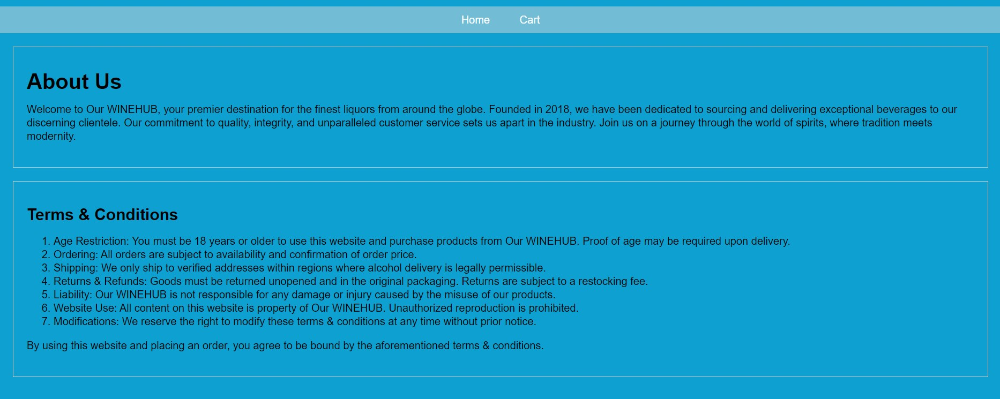 Home Cart
About Us
Welcome to Our WINEHUB, your premier destination for the finest liquors from around the globe. Founded in 2018, we have been dedicated to sourcing and delivering exceptional beverages to our
discerning clientele. Our commitment to quality, integrity, and unparalleled customer service sets us apart in the industry. Join us on a journey through the world of spirits, where tradition meets
modernity.
Terms & Conditions
1. Age Restriction: You must be 18 years or older to use this website and purchase products from Our WINEHUB. Proof of age may be required upon delivery.
2. Ordering: All orders are subject to availability and confirmation of order price.
3. Shipping: We only ship to verified addresses within regions where alcohol delivery is legally permissible.
4. Returns & Refunds: Goods must be returned unopened and in the original packaging. Returns are subject to a restocking fee.
5. Liability: Our WINEHUB is not responsible for any damage or injury caused by the misuse of our products.
6. Website Use: All content on this website is property of Our WINEHUB. Unauthorized reproduction is prohibited.
7. Modifications: We reserve the right to modify these terms & conditions at any time without prior notice.
By using this website and placing an order, you agree to be bound by the aforementioned terms & conditions.